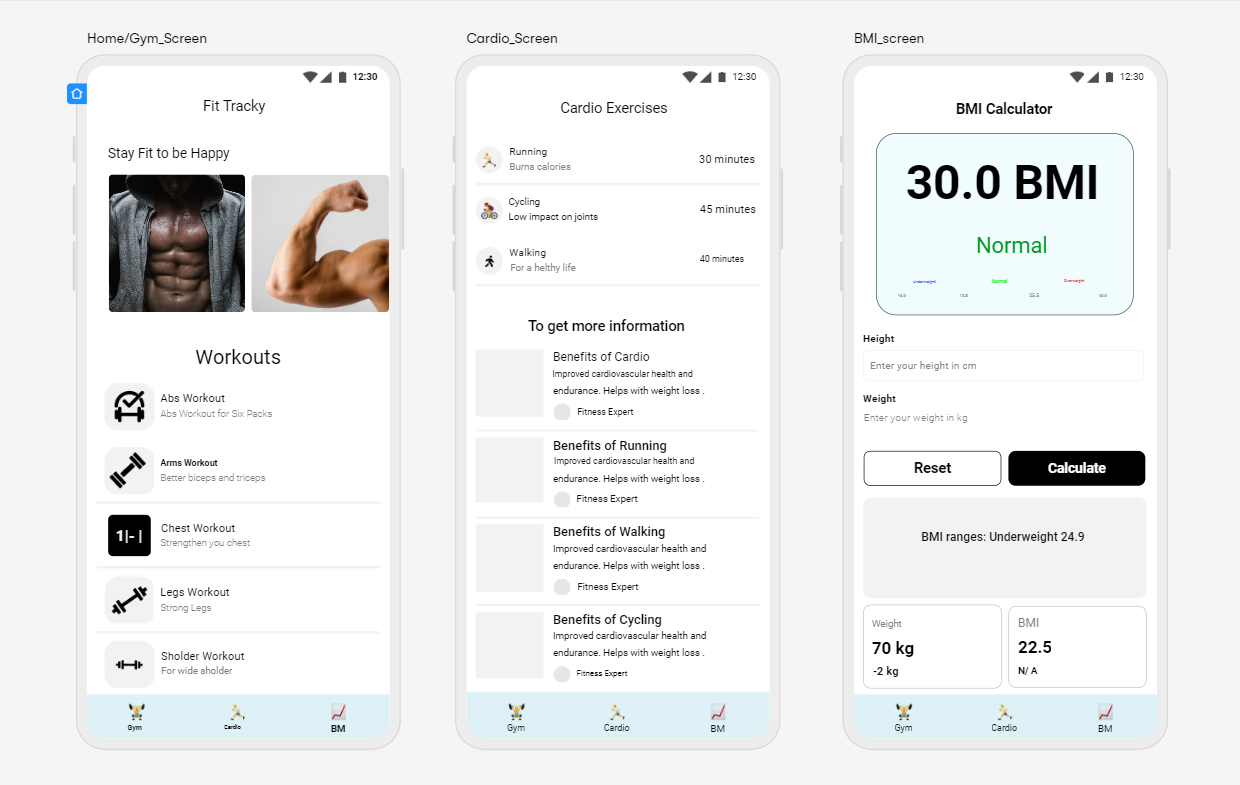 Home/Gym_Screen
12:30
Fit Tracky
Stay Fit to be Happy
Workouts
Abs Workout
Abs Workout for Six Packs
Arms Workout
Better biceps and triceps
1|- |
Chest Workout
Strengthen you chest
Legs Workout
Strong Legs
Sholder Workout
For wide sholder
Gym
Cardio
BM
Cardio_Screen
12:30
Cardio Exercises
Running
Burns calories
30 minutes
Cycling
Low impact on joints
45 minutes
Walking
For a helthy life
40 minutes
To get more information
Benefits of Cardio
Improved cardiovascular health and
endurance. Helps with weight loss .
Fitness Expert
Benefits of Running
Improved cardiovascular health and
endurance. Helps with weight loss .
Fitness Expert
Benefits of Walking
Improved cardiovascular health and
endurance. Helps with weight loss .
Fitness Expert
Benefits of Cycling
Improved cardiovascular health and
endurance. Helps with weight loss .
Fitness Expert
Gym
Cardio
BM
BMI_screen
12:30
BMI Calculator
30.0 BMI
Normal
Underweight
Normal
Overweight
Height
Enter your height in cm
Weight
Enter your weight in kg
Reset
Calculate
BMI ranges: Underweight 24.9
Weight
70 kg
-2 kg
BMI
22.5
N/ A
Gym
Cardio
BM